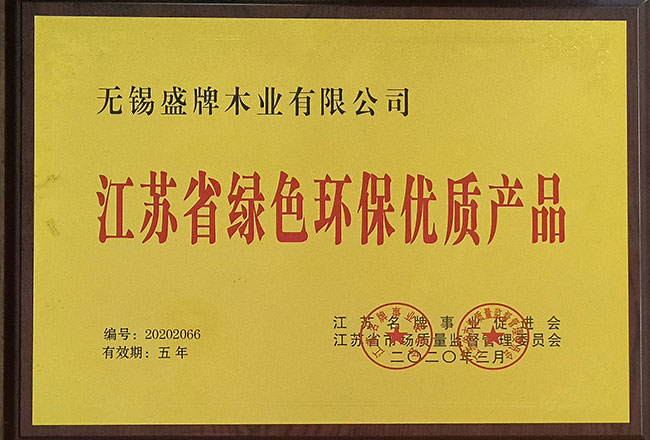 无锡盛牌木业有限公司
江苏省绿色环保优质产品
编号：20202066
有效期：五年
江苏名牌事业促进会
江苏省市场质量监督管理委员会
二〇二〇年三月